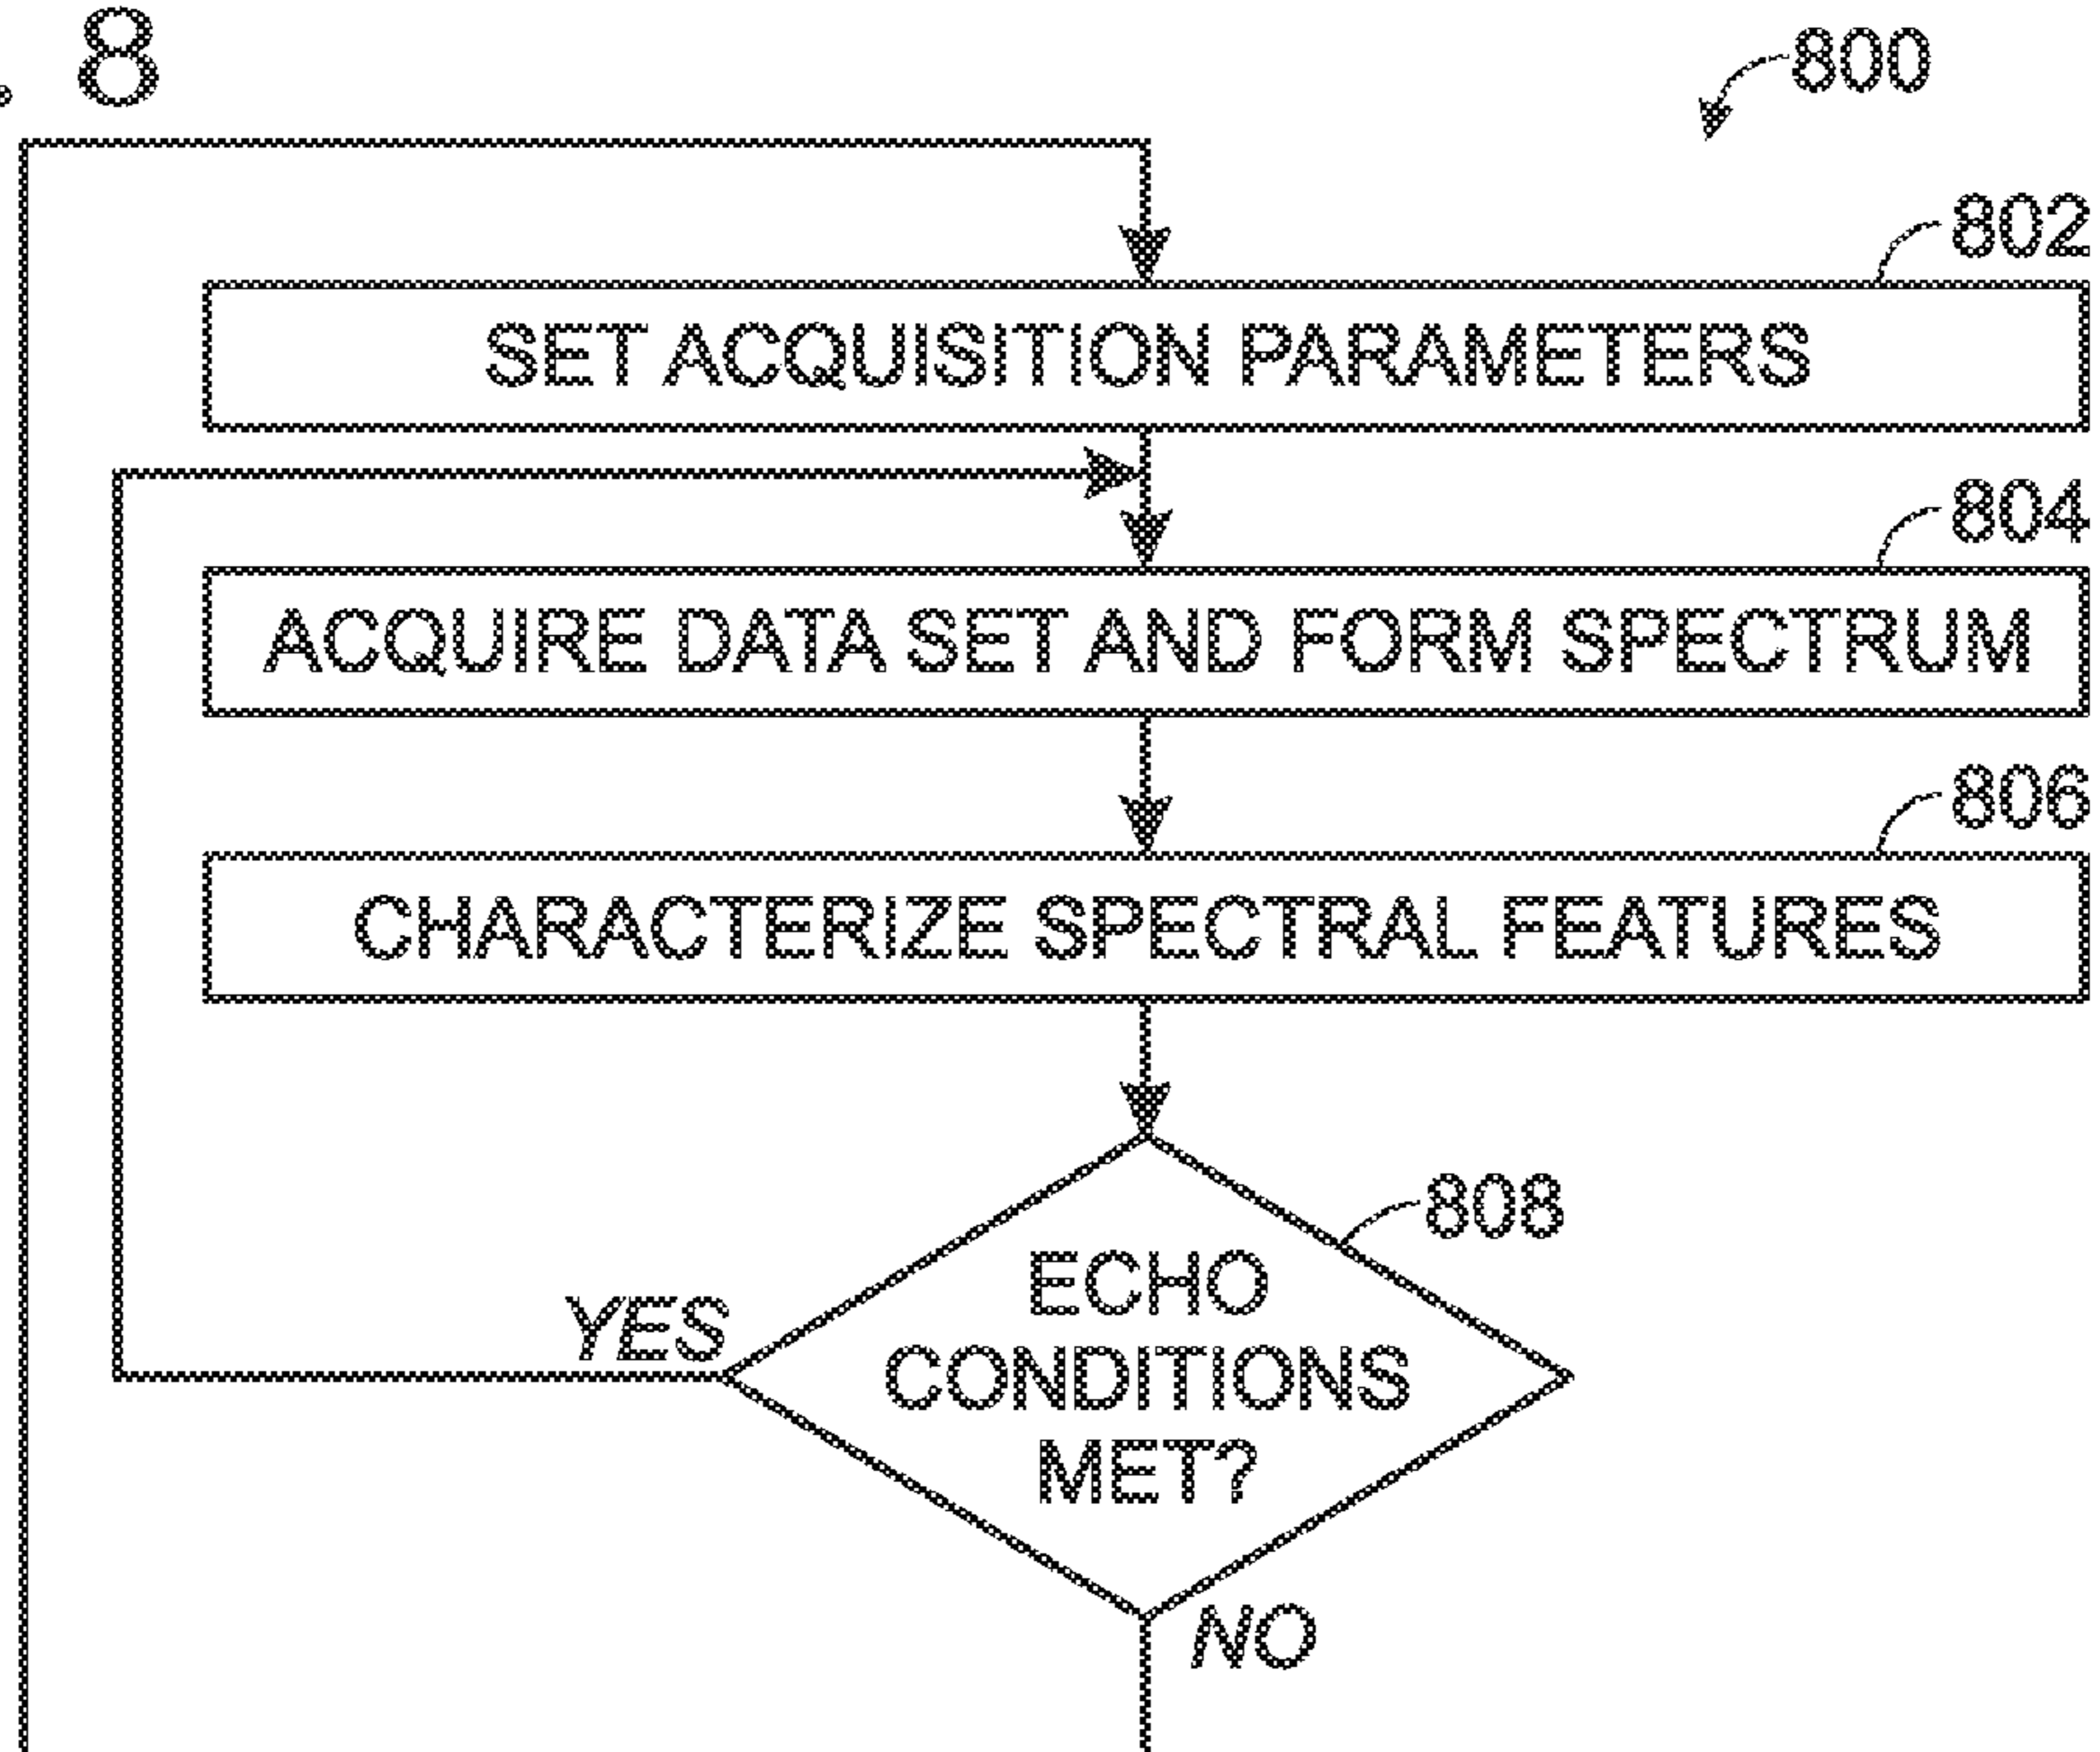 . 8
800
802
SET ACQUISITION PARAMETERS
804
ACQUIRE DATA SET AND FORM SPECTRUM
806
CHARACTERIZE SPECTRAL FEATURES
808
ECHO
CONDITIONS
MET?
YES
NO